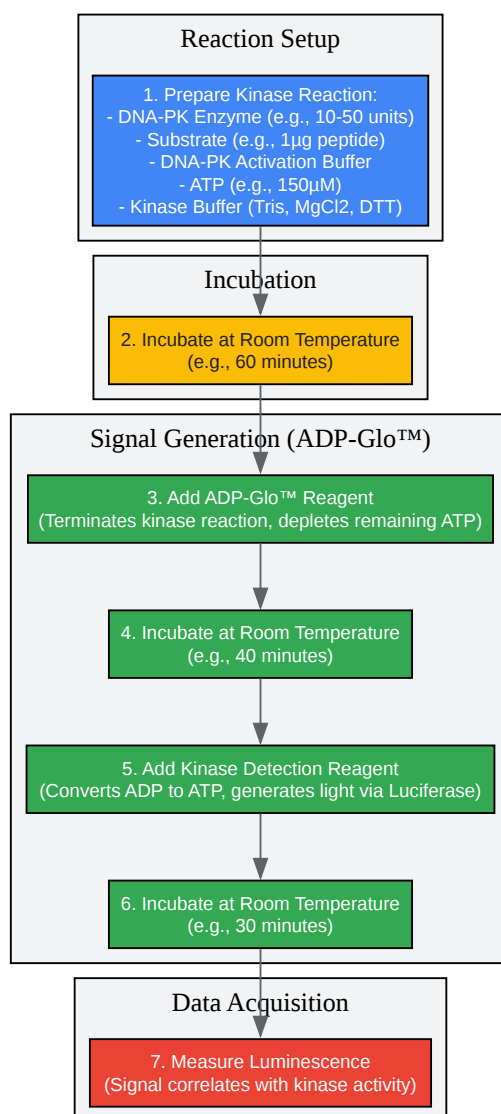 Reaction Setup
1. Prepare Kinase Reaction:
- DNA-PK Enzyme (e.g., 10-50 units)
- Substrate (e.g., 1µg peptide)
- DNA-PK Activation Buffer
- ATP (e.g., 150µM)
- Kinase Buffer (Tris, MgCl2, DTT)
Incubation
2. Incubate at Room Temperature
(e.g., 60 minutes)
Signal Generation (ADP-Glo™)
3. Add ADP-Glo™ Reagent
(Terminates kinase reaction, depletes remaining ATP)
4. Incubate at Room Temperature
(e.g., 40 minutes)
5. Add Kinase Detection Reagent
(Converts ADP to ATP, generates light via Luciferase)
6. Incubate at Room Temperature
(e.g., 30 minutes)
Data Acquisition
7. Measure Luminescence
(Signal correlates with kinase activity)